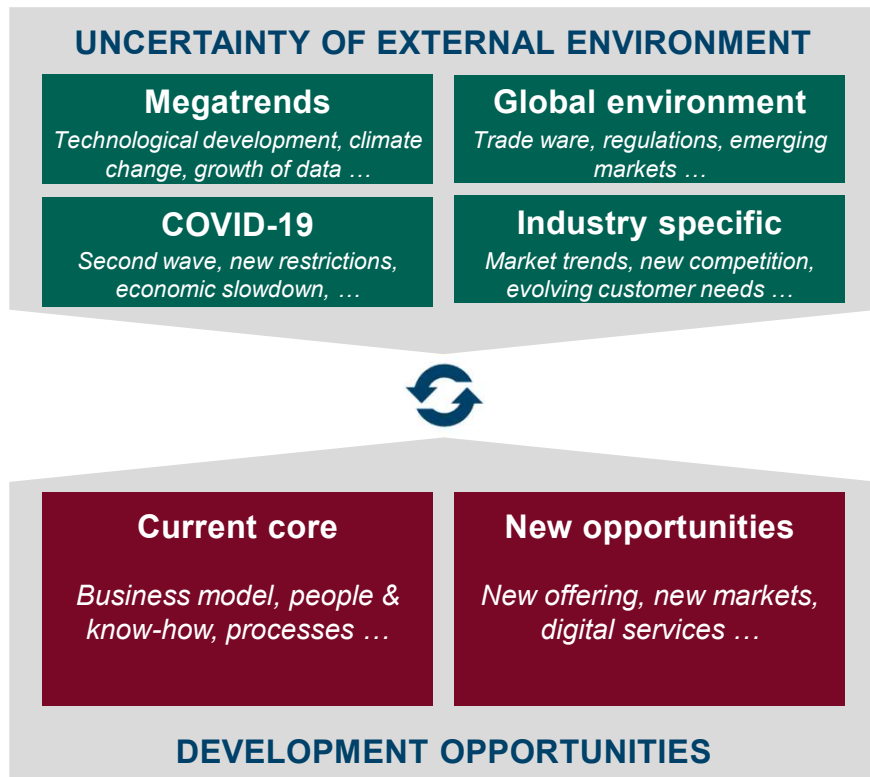 UNCERTAINTY OF EXTERNAL ENVIRONMENT
Megatrends
Technological development, climate
change, growth of data …
Global environment
Trade ware, regulations, emerging
markets …
COVID-19
Second wave, new restrictions,
economic slowdown, …
Industry specific
Market trends, new competition,
evolving customer needs …
Current core
Business model, people &
know-how, processes …
New opportunities
New offering, new markets,
digital services …
DEVELOPMENT OPPORTUNITIES